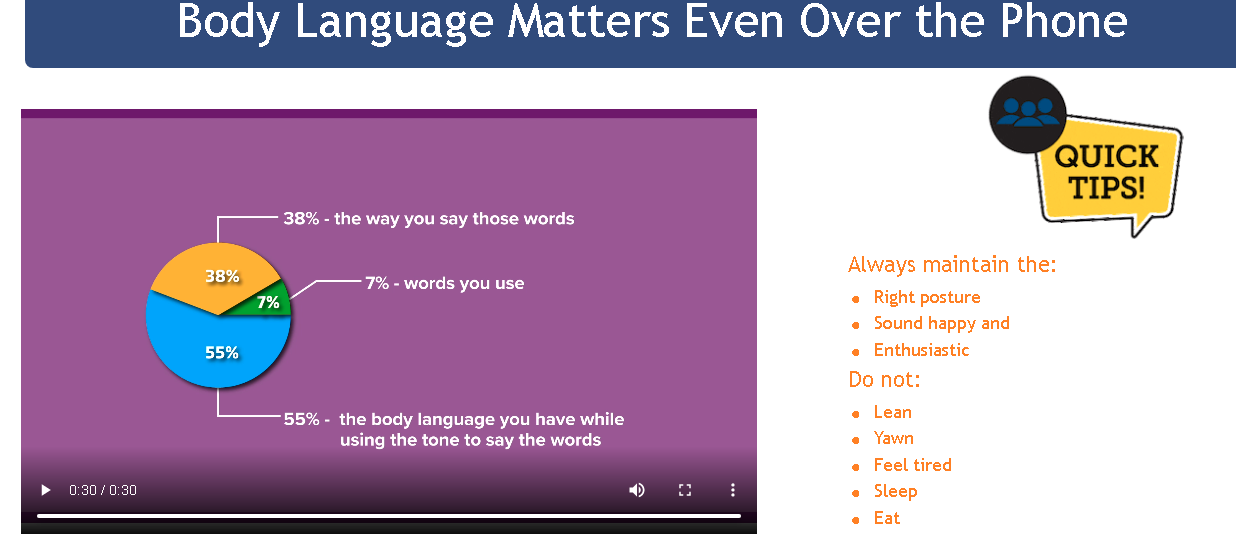 Body Language Matters Even Over the Phone
38% - the way you say those words
38%
7% - words you use
7%
55%
55% - the body language you have while
using the tone to say the words
0:30 / 0:30
QUICK
TIPS!
Always maintain the:
• Right posture
• Sound happy and
• Enthusiastic
Do not:
• Lean
• Yawn
• Feel tired
• Sleep
• Eat